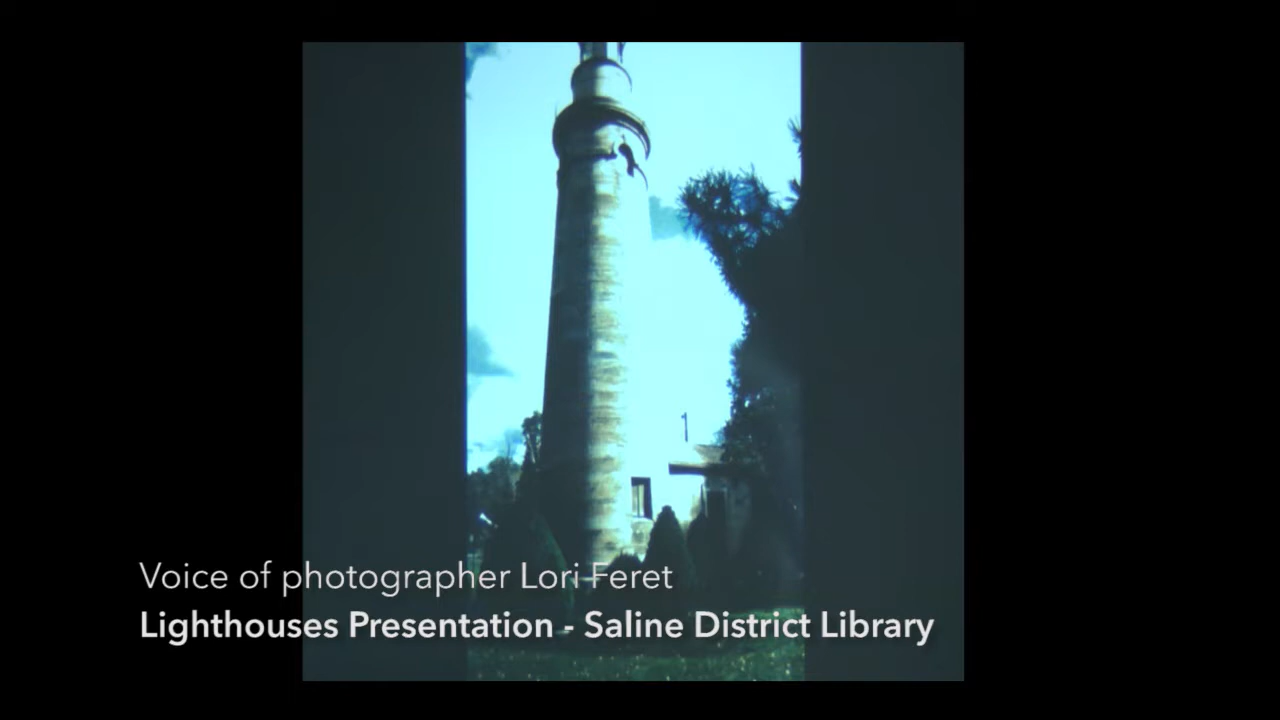 Voice of photographer Lori Feret
Lighthouses Presentation - Saline District Library